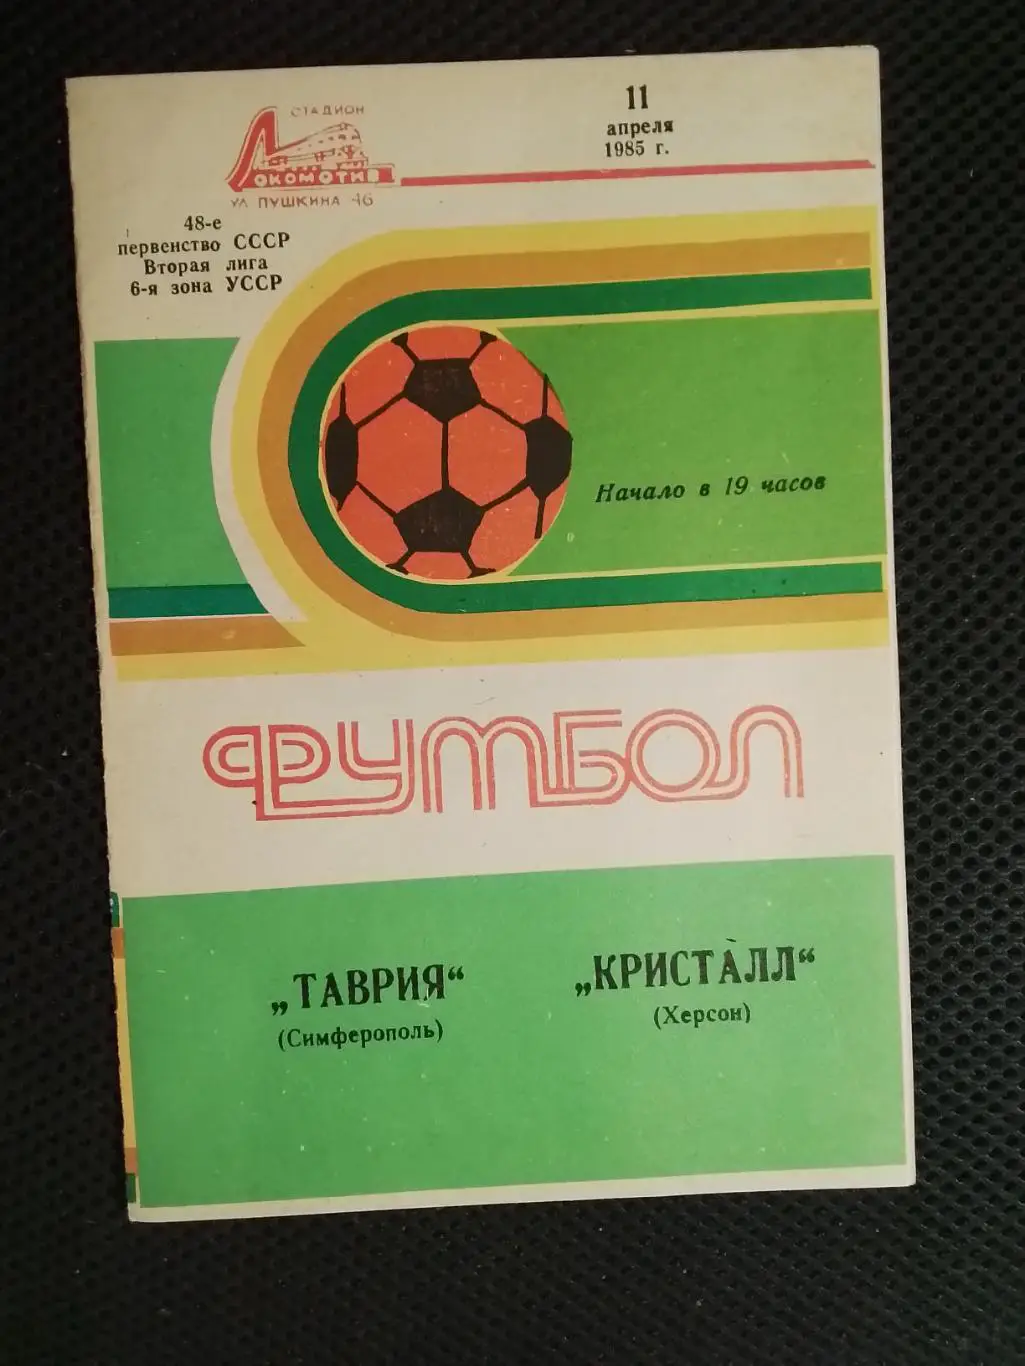 СТАДИОН
ЛОКОМОТИВ
УЛ ПУШКИНА 46
11
апреля
1985 г.
48-е
первенство СССР
Вторая лига
6-я зона УССР
Начало в 19 часов
ФУТБОЛ
„ТАВРИЯ“
(Симферополь)
„КРИСТАЛЛ“
(Херсон)